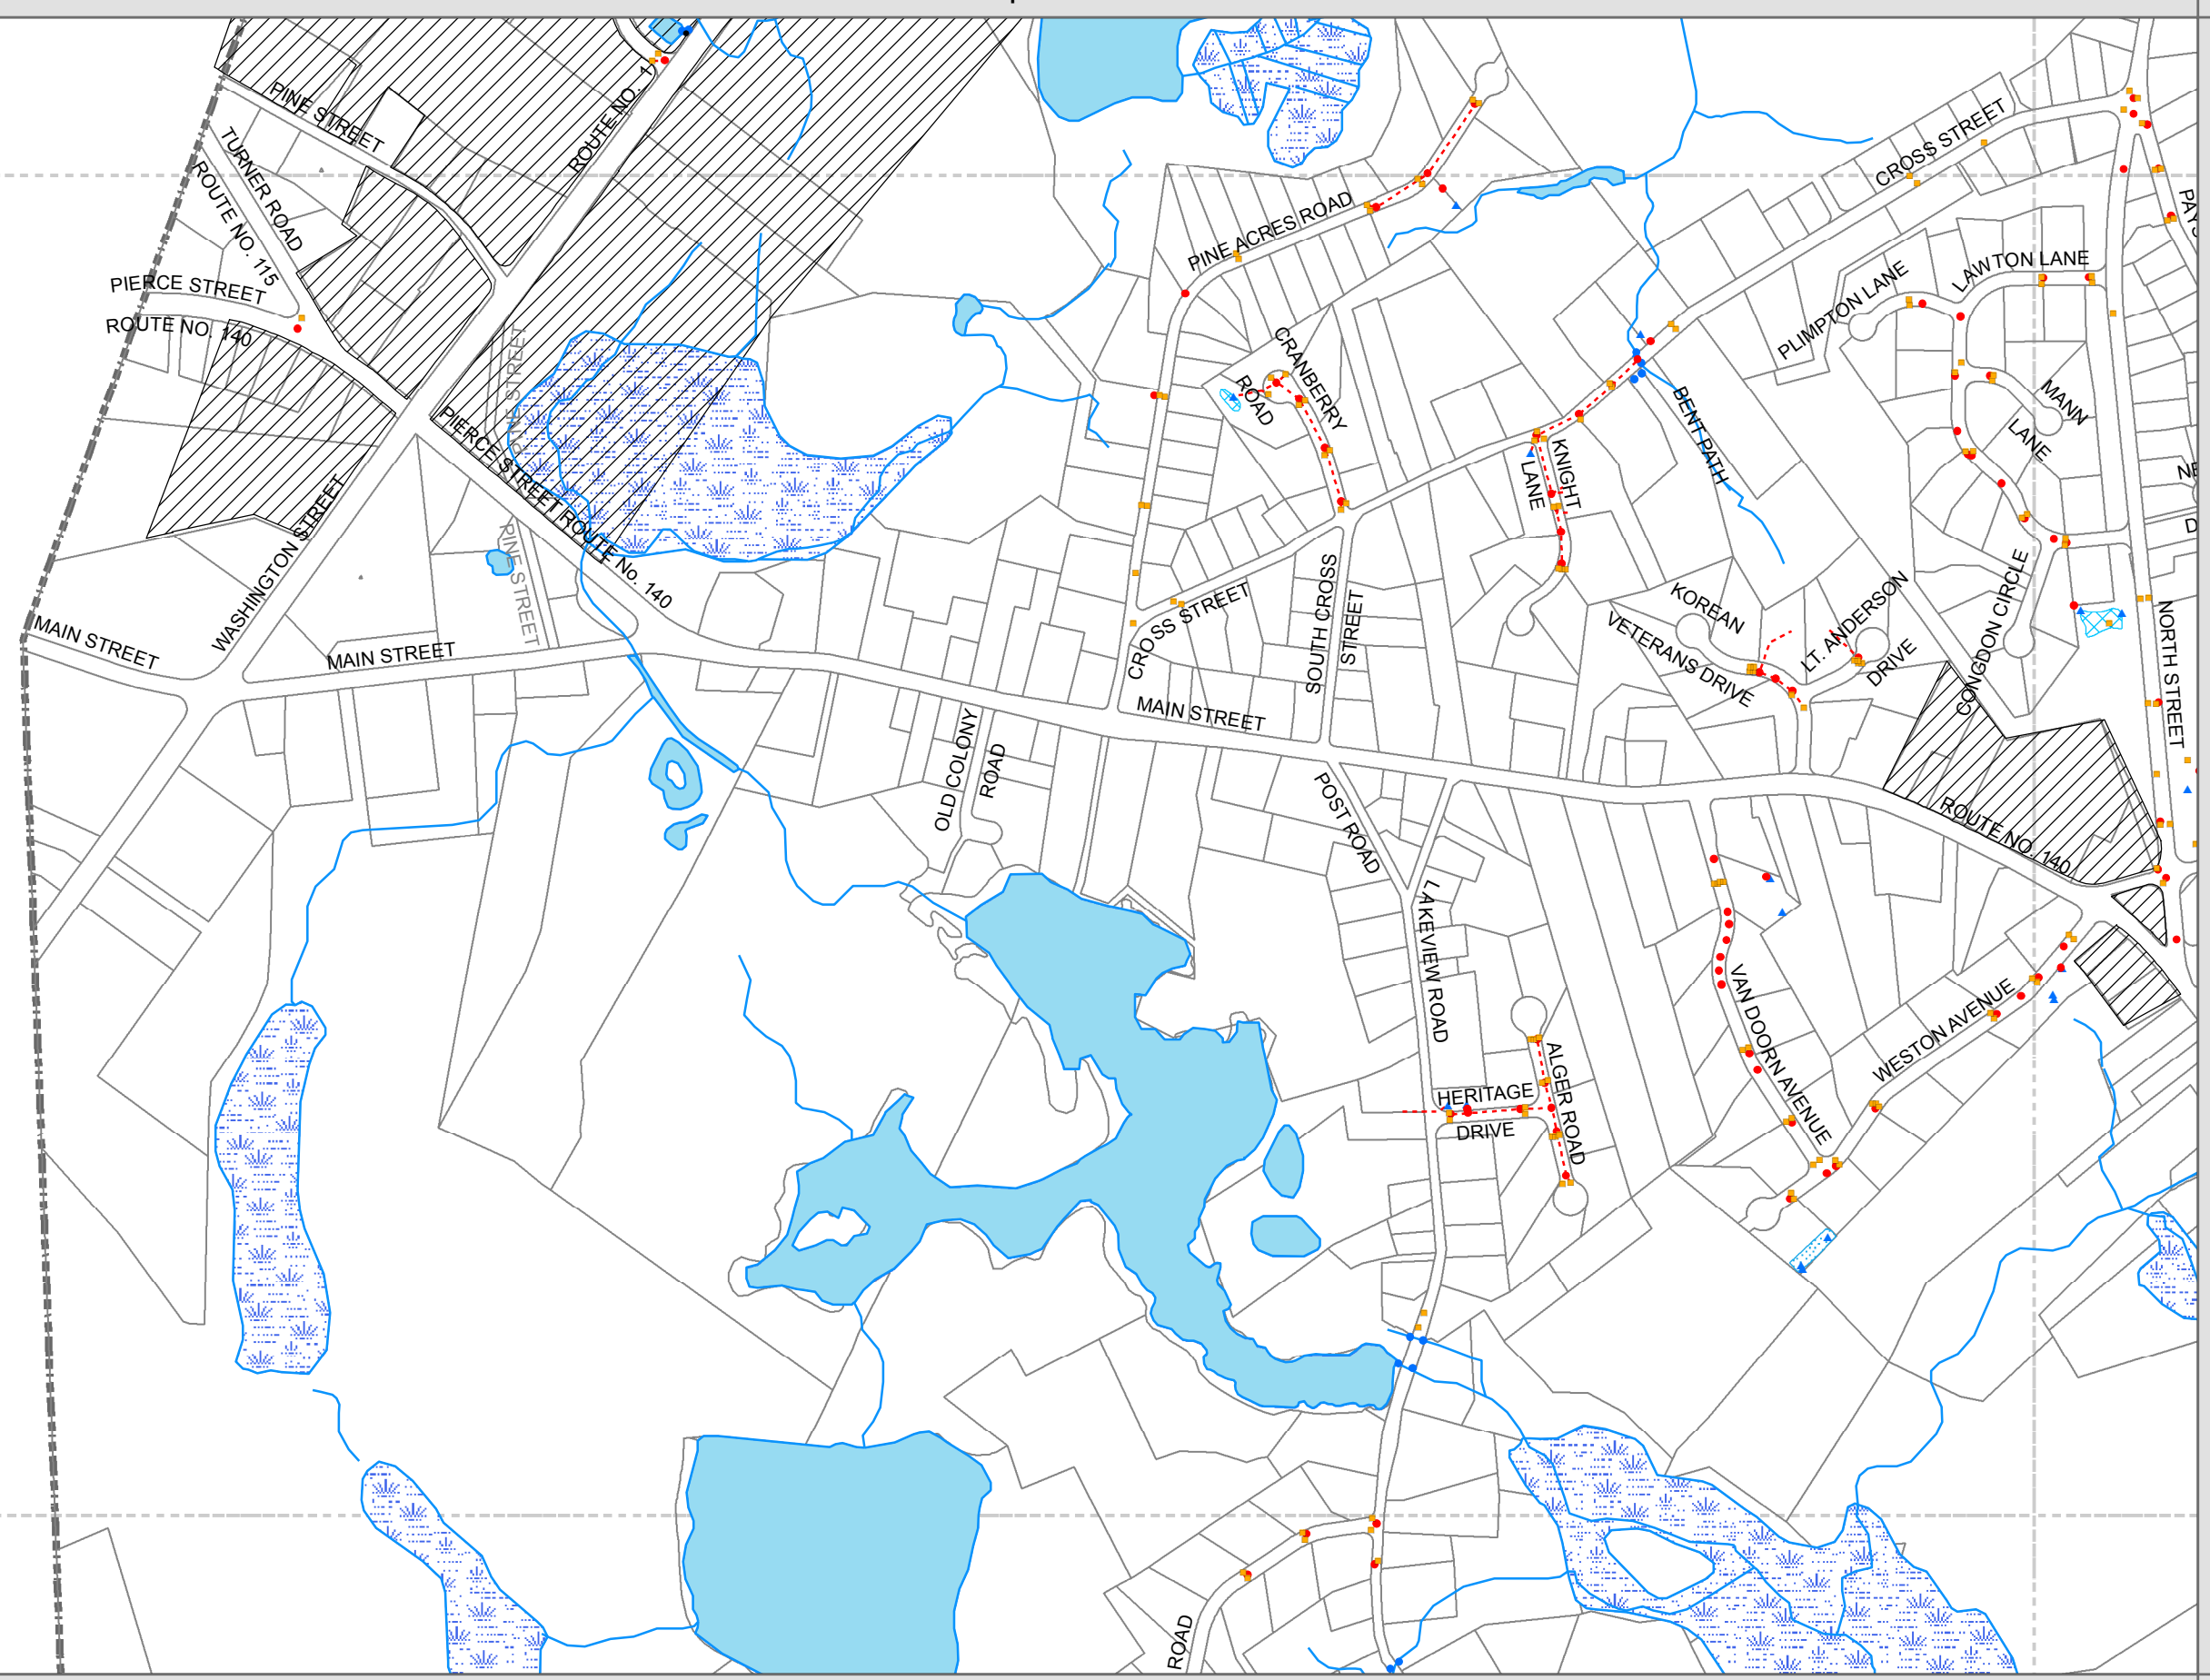 PINE STREET
ROUTE NO. 1
TURNER ROAD
ROUTE NO. 115
PIERCE STREET
ROUTE NO. 140
PINE STREET
PIERCE STREET ROUTE No. 140
PINE STREET
WASHINGTON STREET
MAIN STREET
MAIN STREET
PINE ACRES ROAD
CRANBERRY
ROAD
CROSS STREET
PLIMPTON LANE
LAWTON LANE
MANN
LANE
BENT PATH
KNIGHT
LANE
CROSS STREET
SOUTH CROSS
STREET
MAIN STREET
KOREAN
VETERANS DRIVE
LT. ANDERSON
DRIVE
CONGDON CIRCLE
NORTH STREET
NE
D
OLD COLONY
ROAD
POST ROAD
ROUTE NO. 140
LAKEVIEW ROAD
VAN DOORN AVENUE
WESTON AVENUE
HERITAGE
DRIVE
ALGER ROAD
ROAD